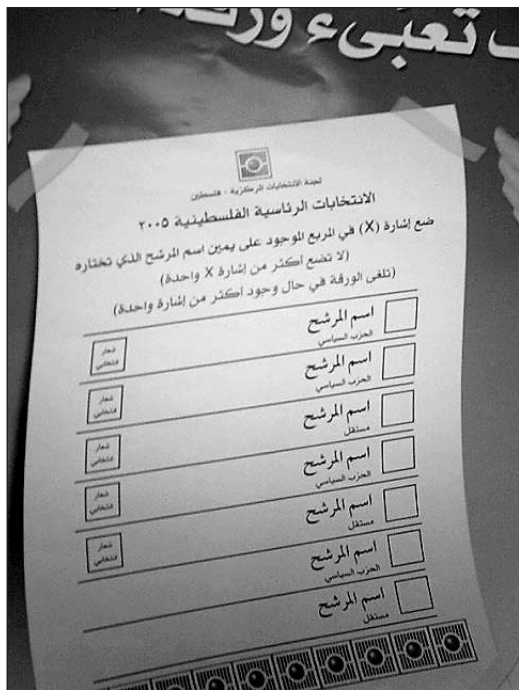 تعبىء ور
لجنة الانتخابات المركزية - فلسطين
الانتخابات الرئاسية الفلسطينية ٢٠٠٥
ضع إشارة (X) في المربع الموجود على يمين اسم المرشح الذي تختاره
(لا تضع اكثر من إشارة X واحدة)
(تلغى الورقة في حال وجود اكثر من إشارة واحدة)
اسم المرشح
الحزب السياسي
شعار
انتخابي
اسم المرشح
الحزب السياسي
شعار
انتخابي
اسم المرشح
مستقل
شعار
انتخابي
اسم المرشح
الحزب السياسي
شعار
انتخابي
اسم المرشح
مستقل
شعار
انتخابي
اسم المرشح
الحزب السياسي
اسم المرشح
مستقل